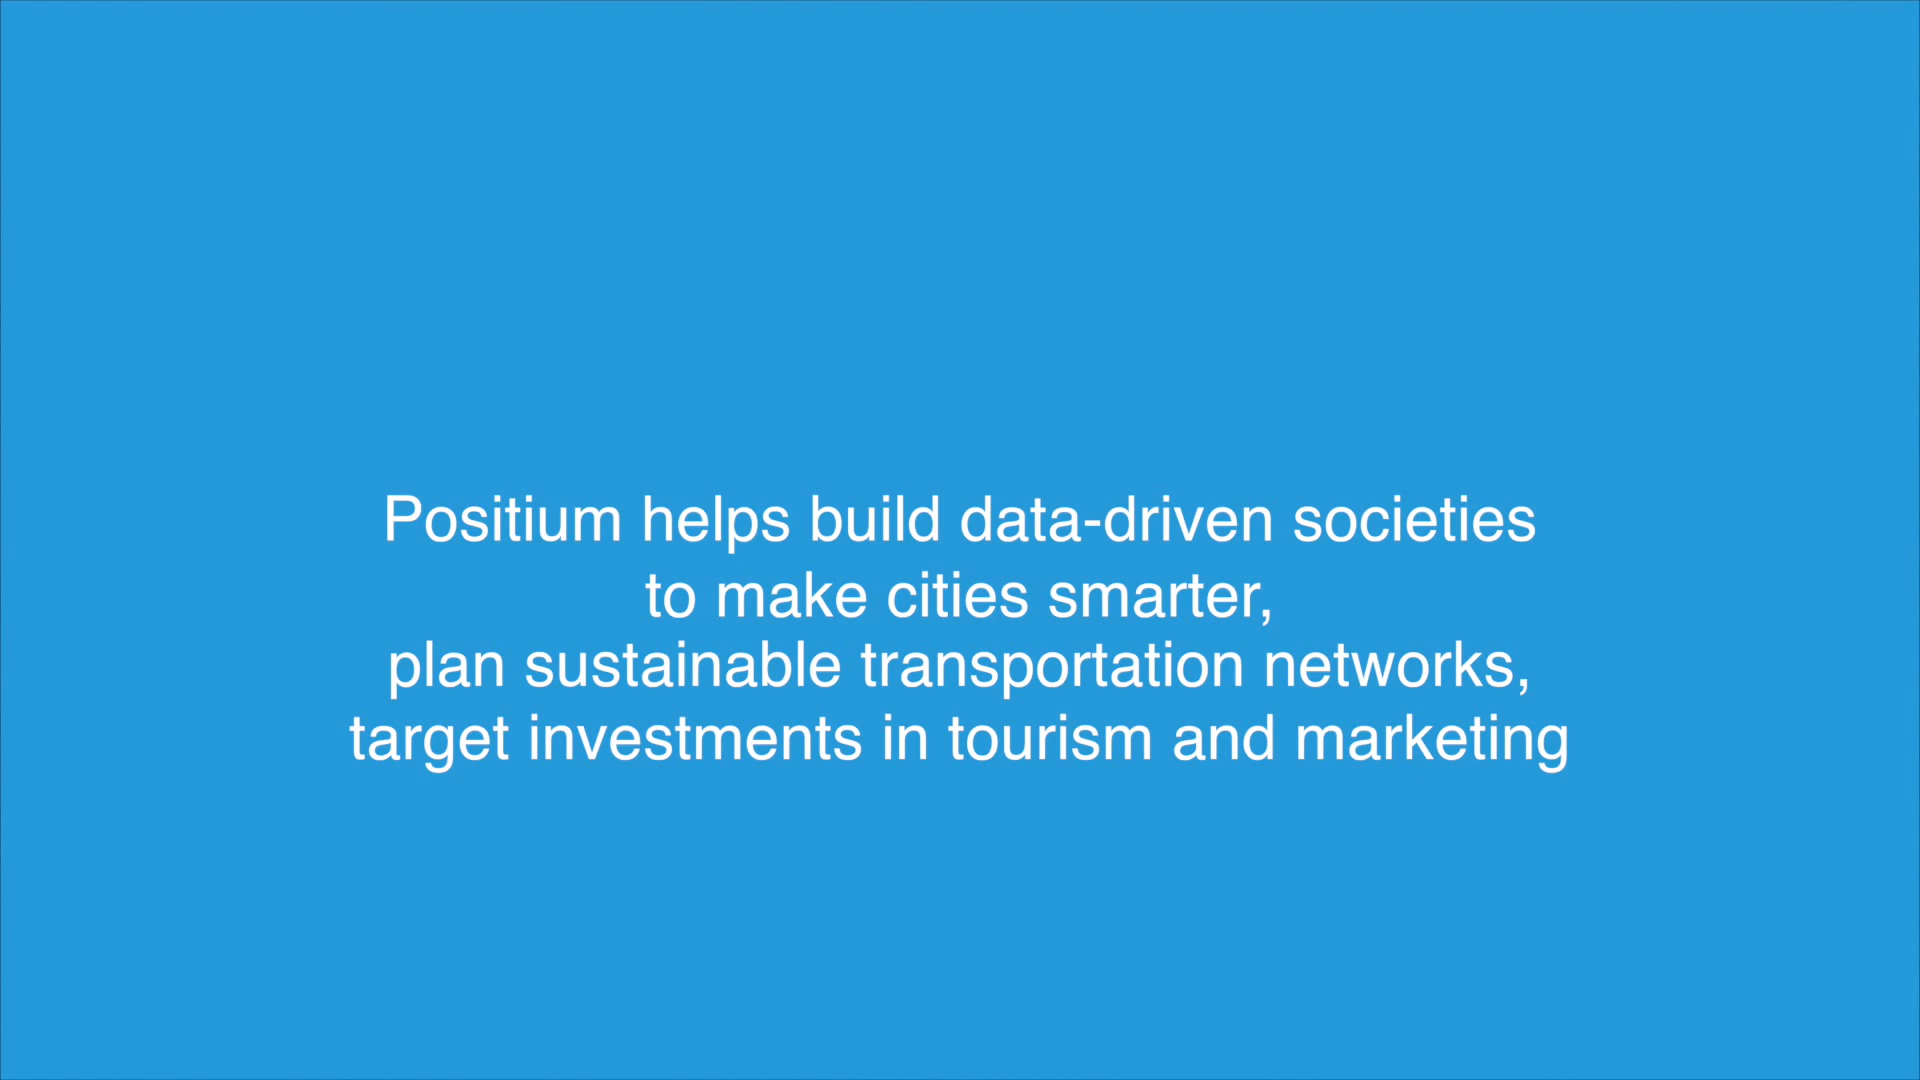 Positium helps build data-driven societies
to make cities smarter,
plan sustainable transportation networks,
target investments in tourism and marketing